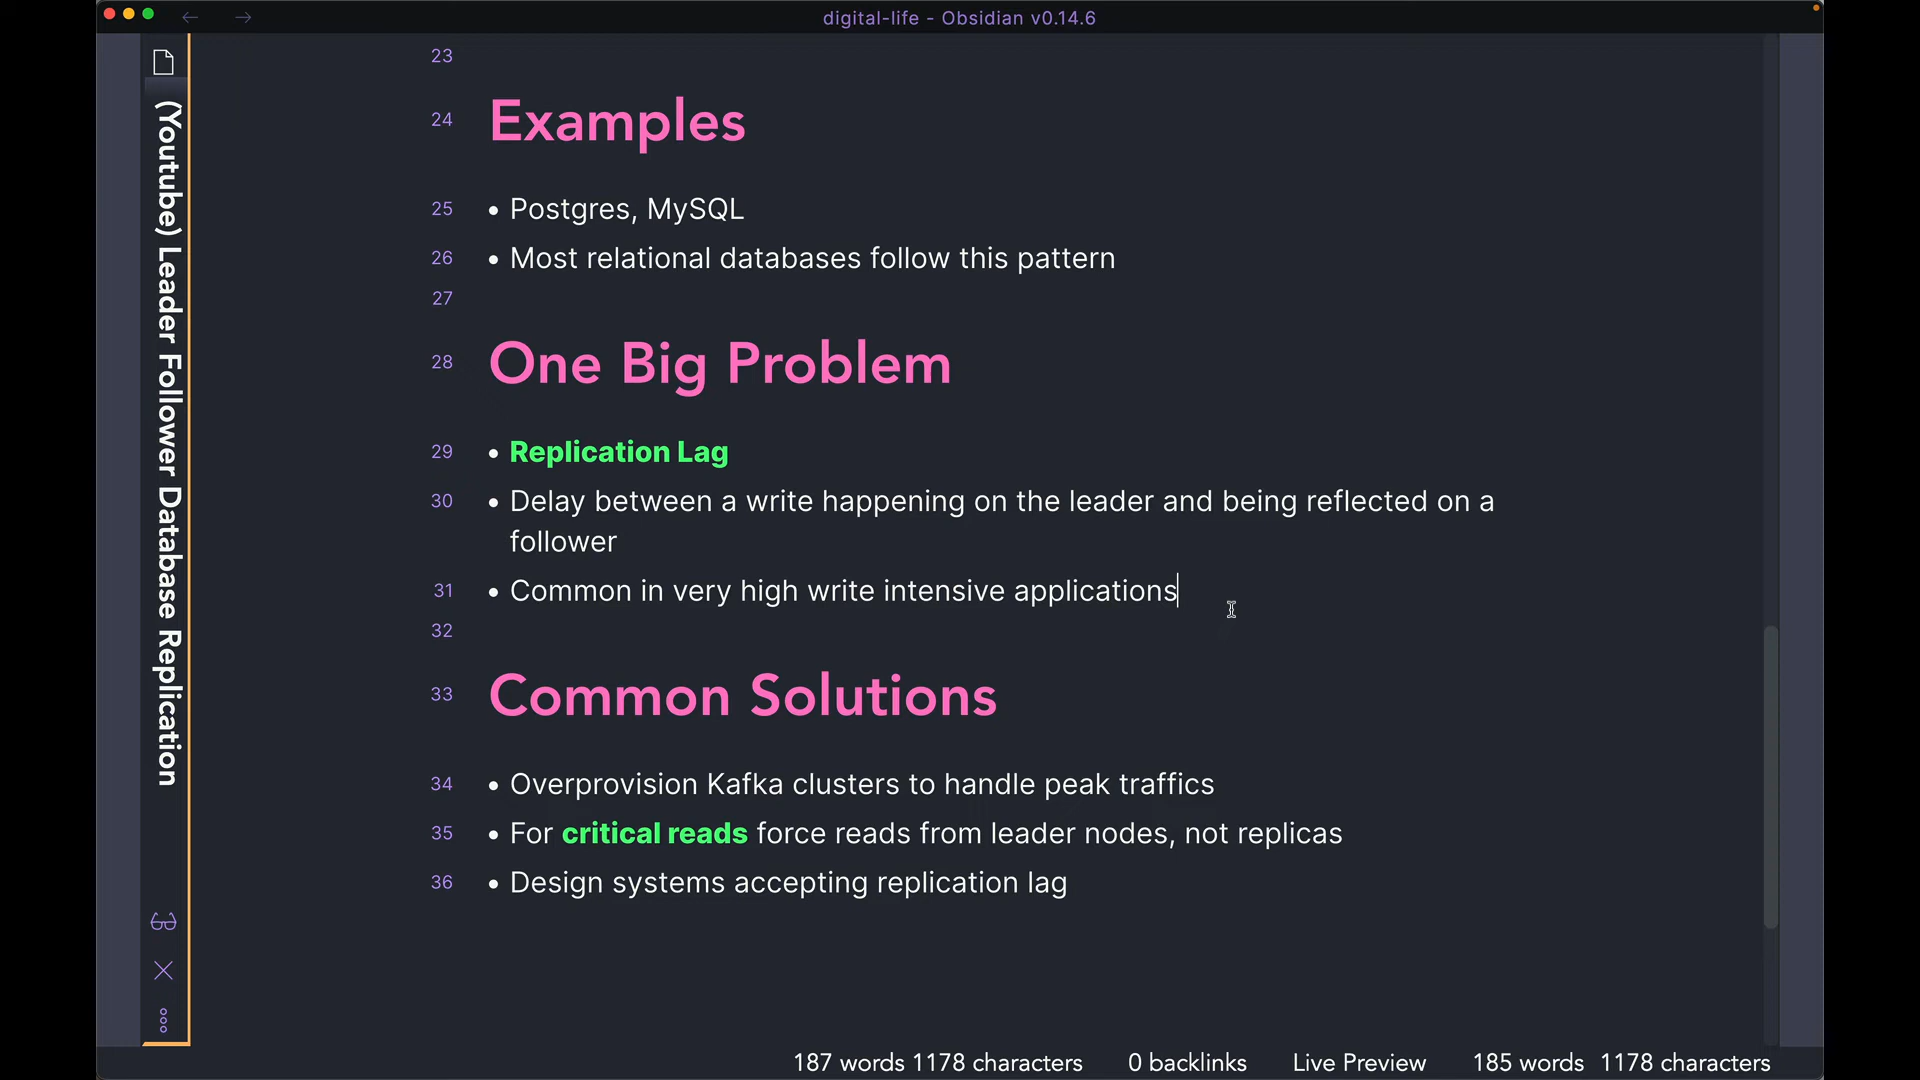 digital-life - Obsidian v0.14.6
(Youtube) Leader Follower Database Replication
23
24 Examples
25 • Postgres, MySQL
26 • Most relational databases follow this pattern
27
28 One Big Problem
29 • Replication Lag
30 • Delay between a write happening on the leader and being reflected on a
follower
31 • Common in very high write intensive applications
32
33 Common Solutions
34 • Overprovision Kafka clusters to handle peak traffics
35 • For critical reads force reads from leader nodes, not replicas
36 • Design systems accepting replication lag
187 words 1178 characters 0 backlinks Live Preview 185 words 1178 characters